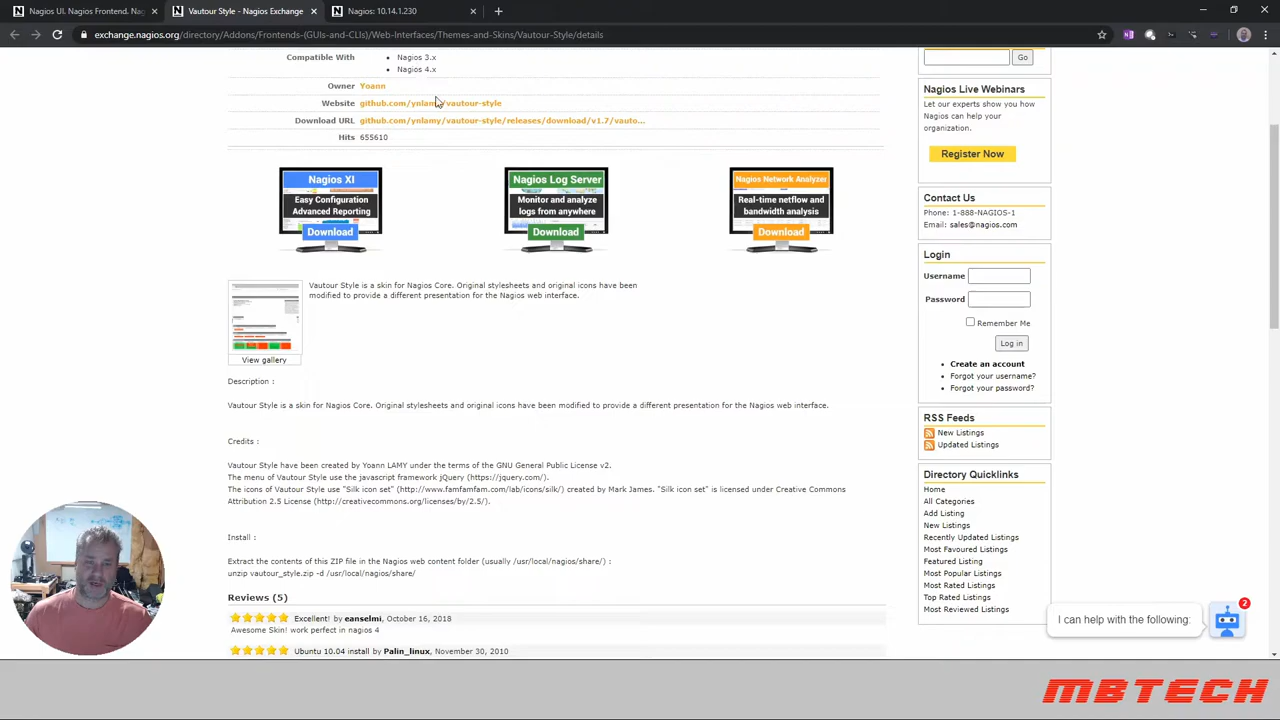 Nagios UI. Nagios Frontend. Nag
Vautour Style - Nagios Exchange
Nagios: 10.14.1.230
exchange.nagios.org/directory/Addons/Frontends-(GUIs-and-CLIs)/Web-Interfaces/Themes-and-Skins/Vautour-Style/details
Compatible With
Nagios 3.x
Nagios 4.x
Owner Yoann
Website github.com/ynlamy/vautour-style
Download URL github.com/ynlamy/vautour-style/releases/download/v1.7/vauto...
Hits 655610
Nagios XI
Easy Configuration
Advanced Reporting
Download
Nagios Log Server
Monitor and analyze
logs from anywhere
Download
Nagios Network Analyzer
Real-time netflow and
bandwidth analysis
Download
Vautour Style is a skin for Nagios Core. Original stylesheets and original icons have been
modified to provide a different presentation for the Nagios web interface.
View gallery
Description :
Vautour Style is a skin for Nagios Core. Original stylesheets and original icons have been modified to provide a different presentation for the Nagios web interface.
Credits :
Vautour Style have been created by Yoann LAMY under the terms of the GNU General Public License v2.
The menu of Vautour Style use the javascript framework jQuery (https://jquery.com/).
The icons of Vautour Style use "Silk icon set" (http://www.famfamfam.com/lab/icons/silk/) created by Mark James. "Silk icon set" is licensed under Creative Commons
Attribution 2.5 License (http://creativecommons.org/licenses/by/2.5/).
Install :
Extract the contents of this ZIP file in the Nagios web content folder (usually /usr/local/nagios/share/) :
unzip vautour_style.zip -d /usr/local/nagios/share/
Reviews (5)
Excellent! by eanselmi, October 16, 2018
Awesome Skin! work perfect in nagios 4
Ubuntu 10.04 install by Palin_linux, November 30, 2010
Go
Nagios Live Webinars
Let our experts show you how
Nagios can help your
organization.
Register Now
Contact Us
Phone: 1-888-NAGIOS-1
Email: sales@nagios.com
Login
Username
Password
Remember Me
Log in
Create an account
Forgot your username?
Forgot your password?
RSS Feeds
New Listings
Updated Listings
Directory Quicklinks
Home
All Categories
Add Listing
New Listings
Recently Updated Listings
Most Favoured Listings
Featured Listing
Most Popular Listings
Most Rated Listings
Top Rated Listings
Most Reviewed Listings
I can help with the following:
2
MBTECH